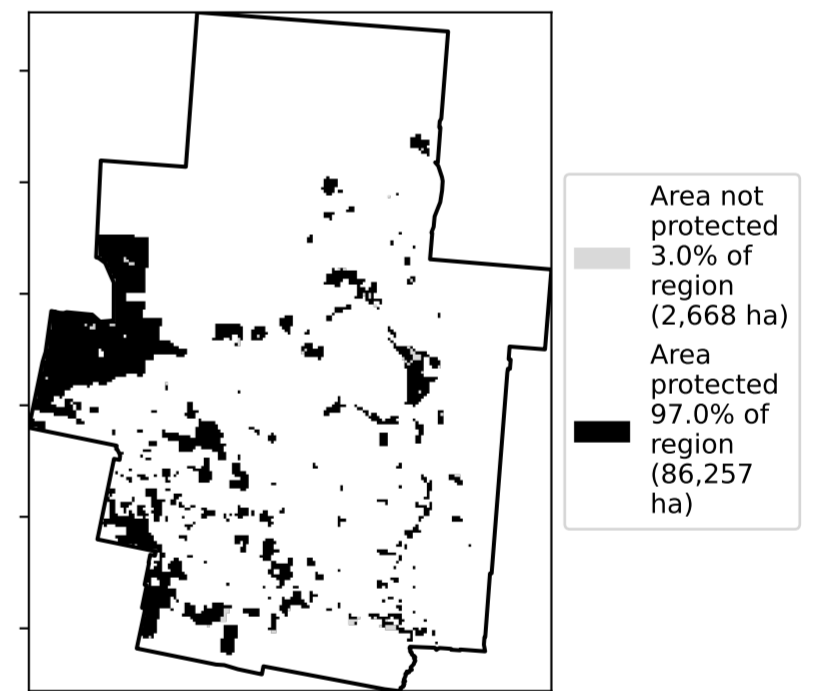 Area not
protected
3.0% of
region
(2,668 ha)
Area
protected
97.0% of
region
(86,257
ha)